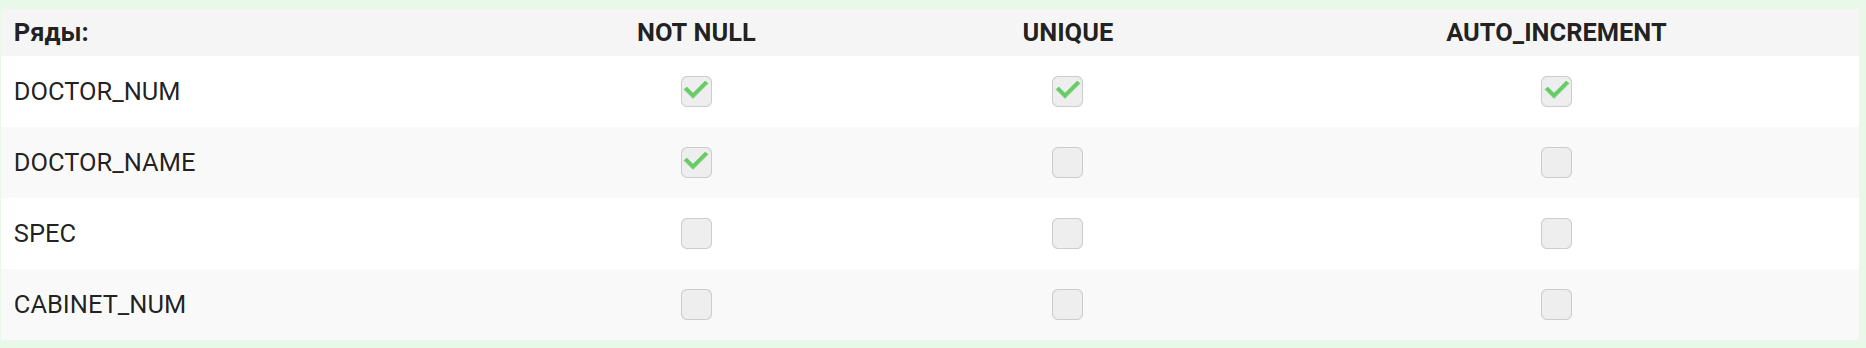 Ряды: NOT NULL UNIQUE AUTO_INCREMENT
DOCTOR_NUM
DOCTOR_NAME
SPEC
CABINET_NUM